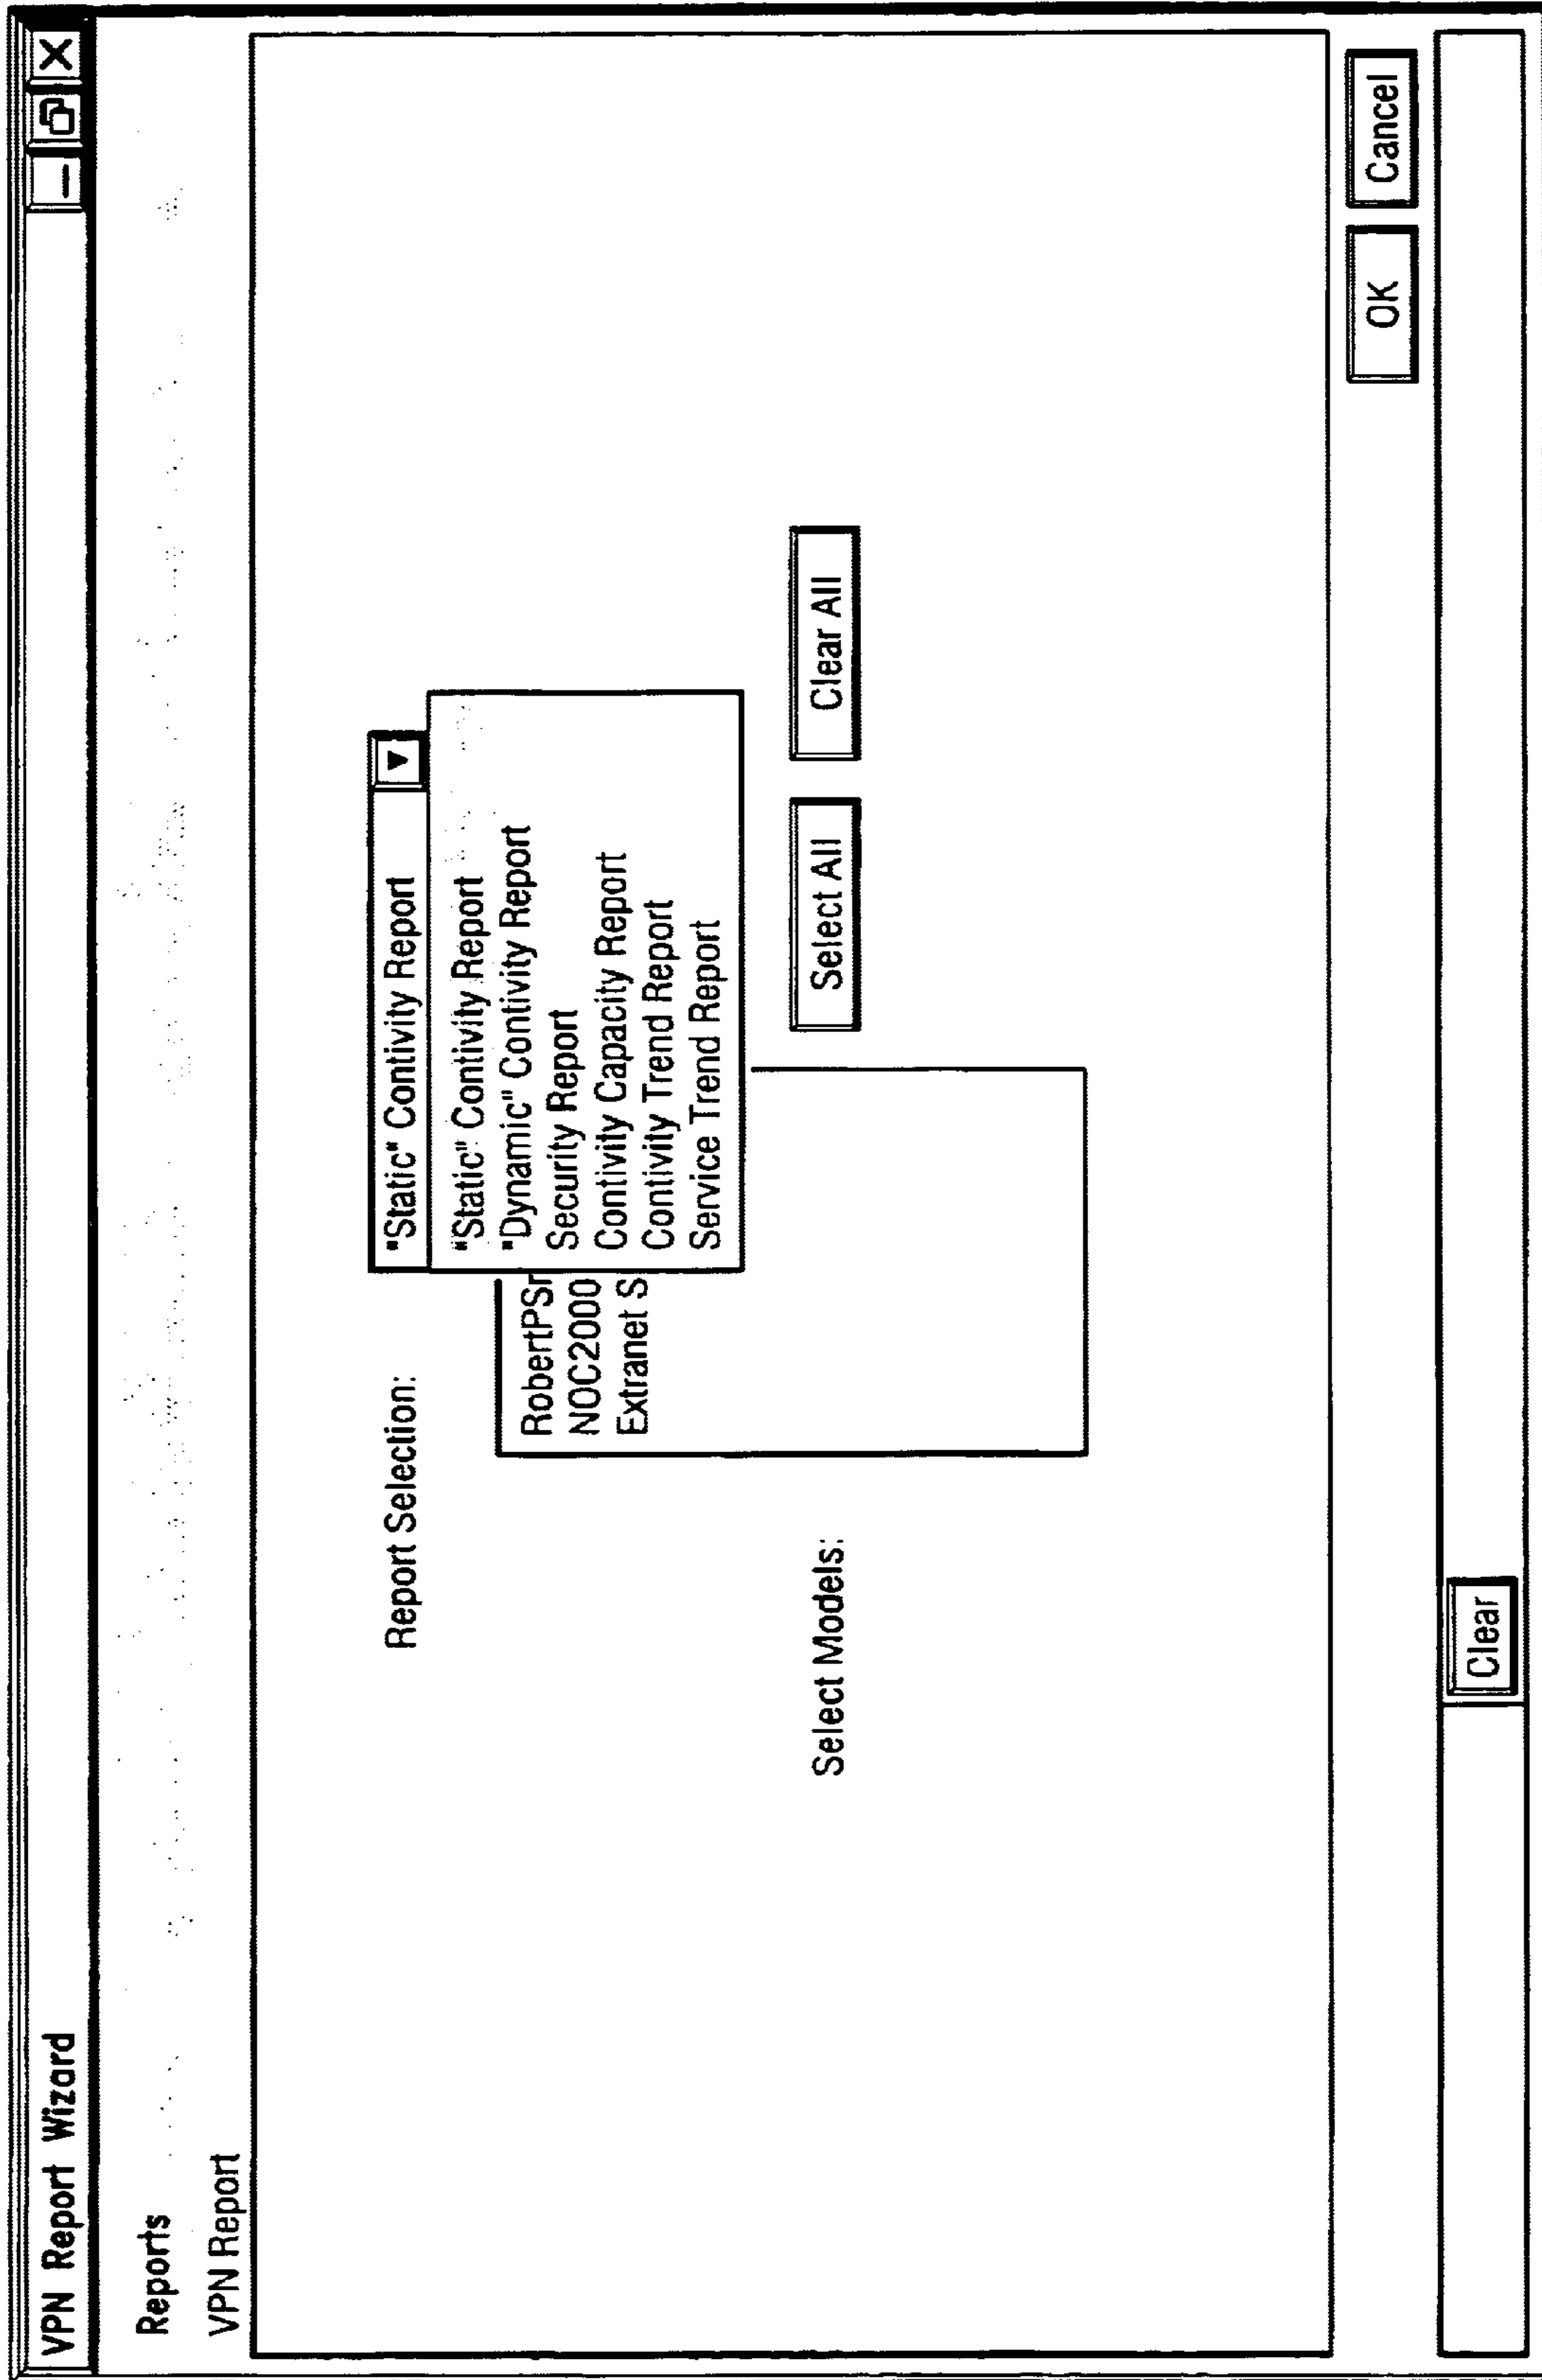 VPN Report Wizard
Reports
VPN Report
Report Selection:
"Static" Contivity Report
"Static" Contivity Report
"Dynamic" Contivity Report
Security Report
Contivity Capacity Report
Contivity Trend Report
Service Trend Report
NOC2000
Extranet S
Select Models:
Select All
Clear All
OK
Cancel
Clear